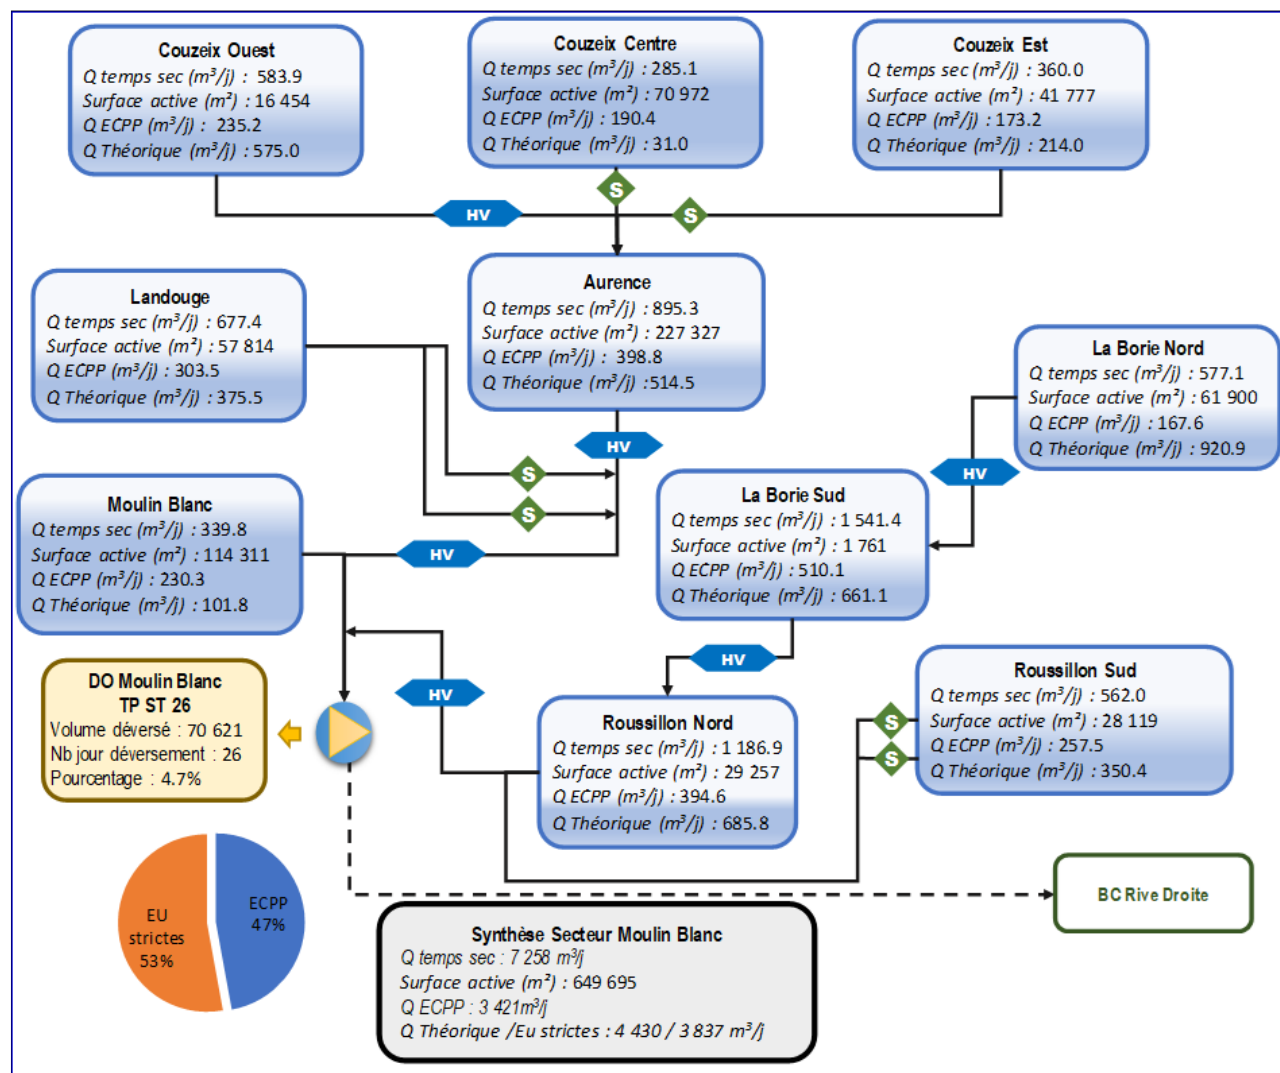 Couzeix Ouest
Q temps sec (m³/j) : 583.9
Surface active (m²) : 16 454
Q ECPP (m³/j) : 235.2
Q Théorique (m³/j) : 575.0
Couzeix Centre
Q temps sec (m³/j) : 285.1
Surface active (m²) : 70 972
Q ECPP (m³/j) : 190.4
Q Théorique (m³/j) : 31.0
Couzeix Est
Q temps sec (m³/j) : 360.0
Surface active (m²) : 41 777
Q ECPP (m³/j) : 173.2
Q Théorique (m³/j) : 214.0
S
HV
S
Landouge
Q temps sec (m³/j) : 677.4
Surface active (m²) : 57 814
Q ECPP (m³/j) : 303.5
Q Théorique (m³/j) : 375.5
Aurence
Q temps sec (m³/j) : 895.3
Surface active (m²) : 227 327
Q ECPP (m³/j) : 398.8
Q Théorique (m³/j) : 514.5
La Borie Nord
Q temps sec (m³/j) : 577.1
Surface active (m²) : 61 900
Q ECPP (m³/j) : 167.6
Q Théorique (m³/j) : 920.9
HV
S
HV
S
Moulin Blanc
Q temps sec (m³/j) : 339.8
Surface active (m²) : 114 311
Q ECPP (m³/j) : 230.3
Q Théorique (m³/j) : 101.8
HV
La Borie Sud
Q temps sec (m³/j) : 1 541.4
Surface active (m²) : 1 761
Q ECPP (m³/j) : 510.1
Q Théorique (m³/j) : 661.1
HV
HV
DO Moulin Blanc
TP ST 26
Volume déversé : 70 621
Nb jour déversement : 26
Pourcentage : 4.7%
Roussillon Nord
Q temps sec (m³/j) : 1 186.9
Surface active (m²) : 29 257
Q ECPP (m³/j) : 394.6
Q Théorique (m³/j) : 685.8
S
S
Roussillon Sud
Q temps sec (m³/j) : 562.0
Surface active (m²) : 28 119
Q ECPP (m³/j) : 257.5
Q Théorique (m³/j) : 350.4
EU
strictes
53%
ECPP
47%
BC Rive Droite
Synthèse Secteur Moulin Blanc
Q temps sec : 7 258 m³/j
Surface active (m²) : 649 695
Q ECPP : 3 421m³/j
Q Théorique /Eu strictes : 4 430 / 3 837 m³/j